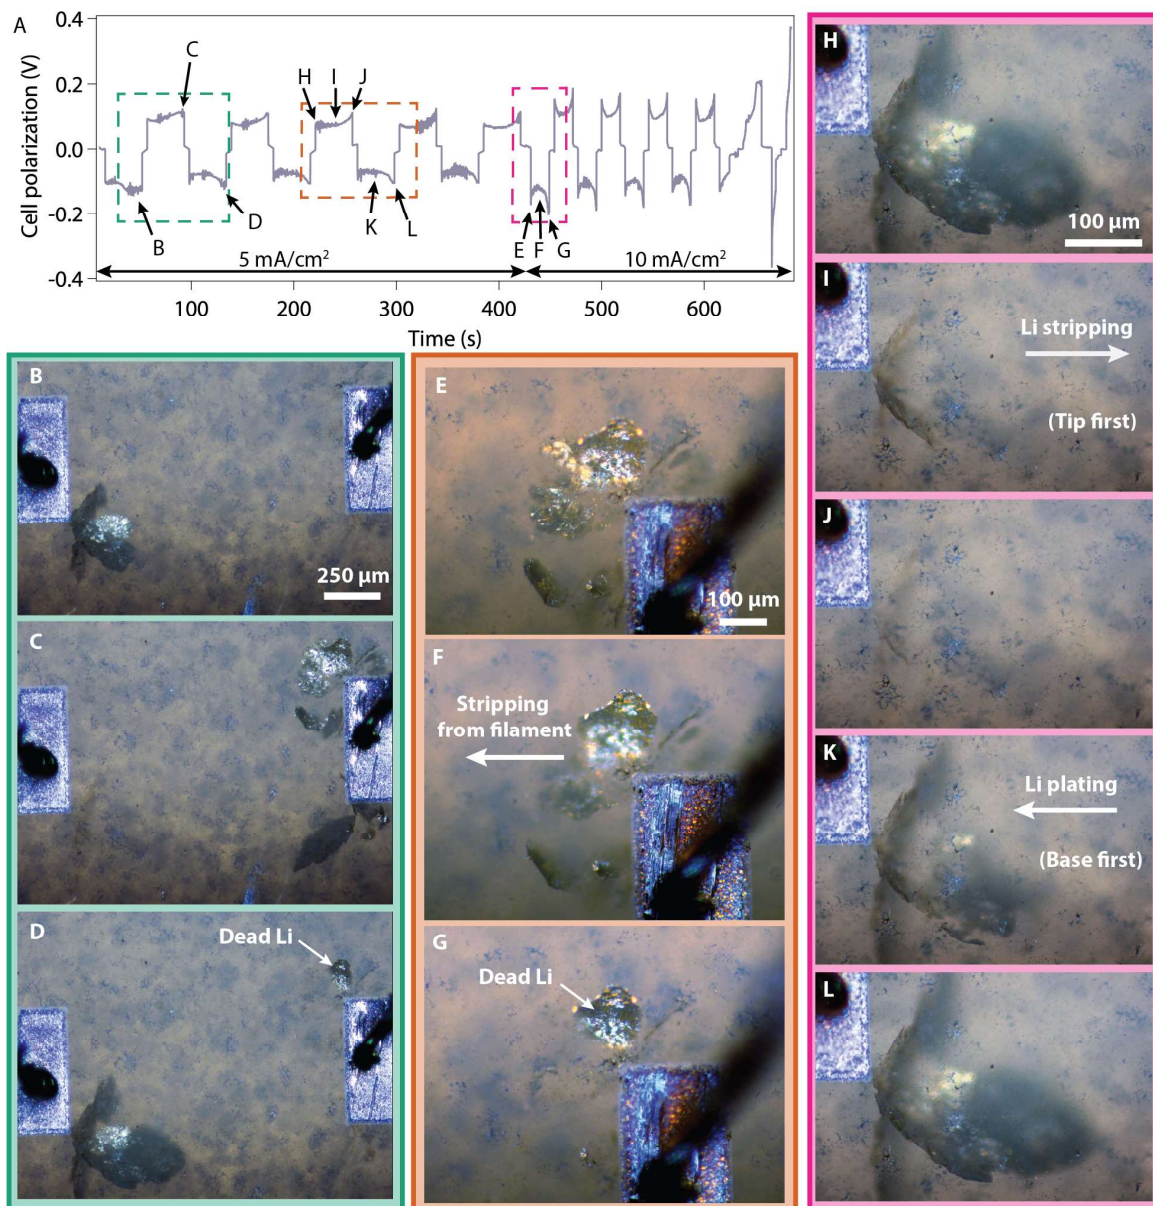 A
Cell polarization (V)
0.4
0.2
0.0
-0.2
-0.4
C
H
I
J
B
D
K
L
E
F
G
5 mA/cm²
10 mA/cm²
100
200
300
400
500
600
Time (s)
B
250 μm
C
D
Dead Li
E
100 μm
F
Stripping
from filament
G
Dead Li
H
100 μm
I
Li stripping
(Tip first)
J
K
Li plating
(Base first)
L